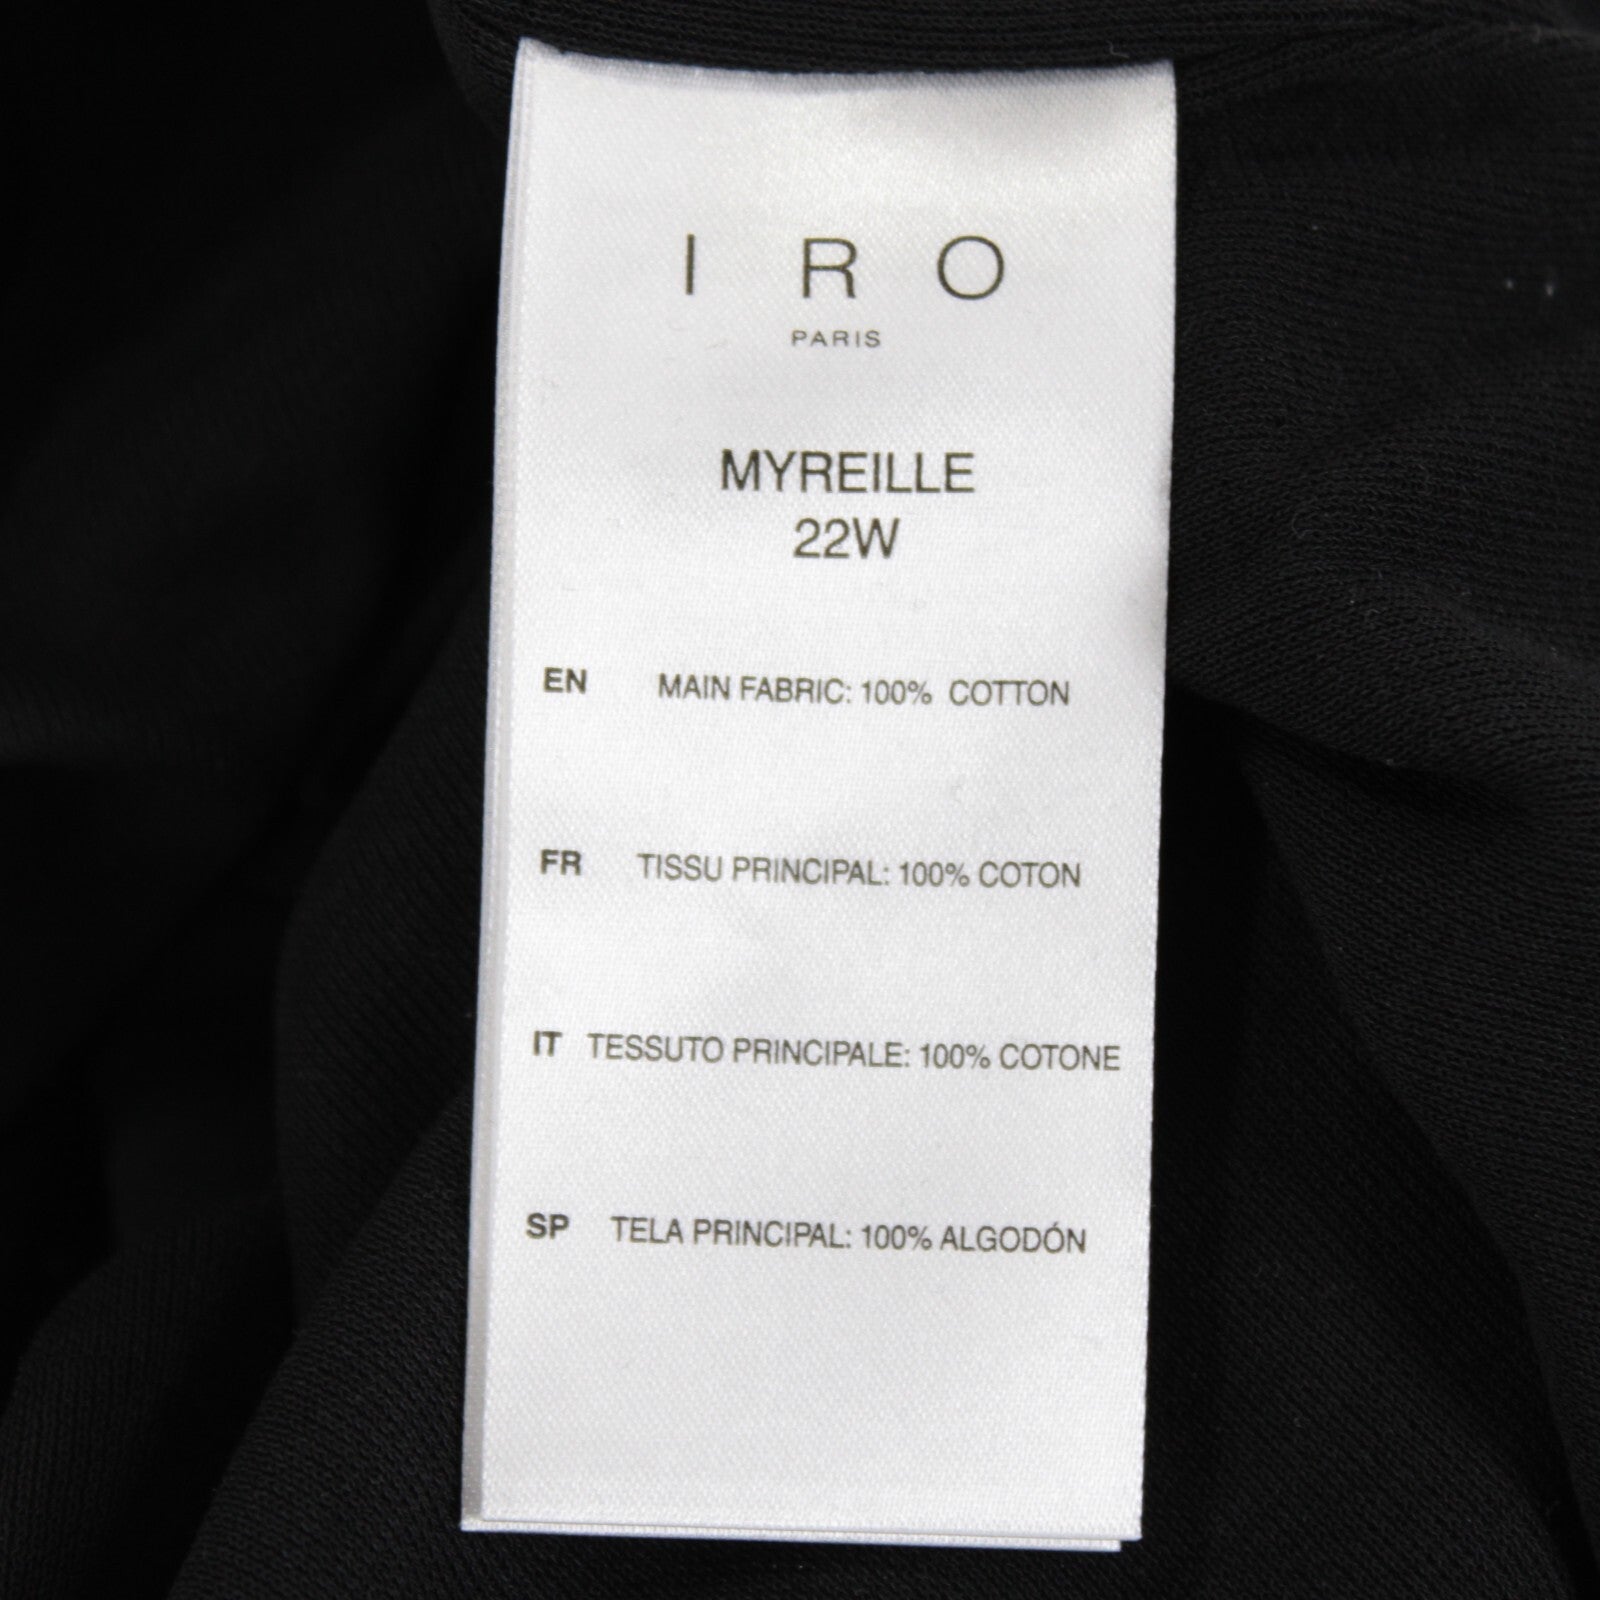 I R O
PARIS
MYREILLE
22W
EN MAIN FABRIC: 100% COTTON
FR TISSU PRINCIPAL: 100% COTON
IT TESSUTO PRINCIPALE: 100% COTONE
SP TELA PRINCIPAL: 100% ALGODÓN